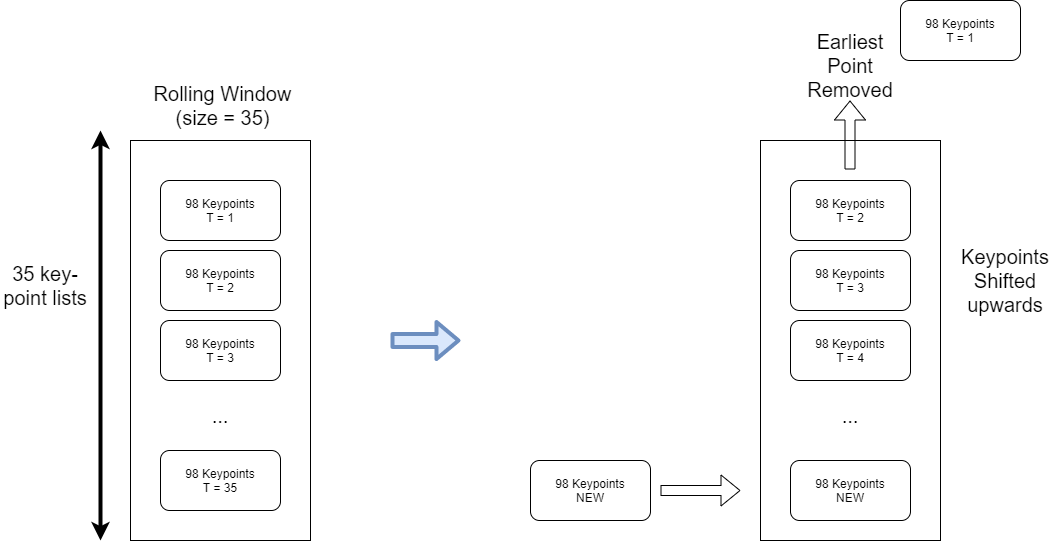 Rolling Window
(size = 35)
35 key-
point lists
98 Keypoints
T = 1
98 Keypoints
T = 2
98 Keypoints
T = 3
...
98 Keypoints
T = 35
98 Keypoints
NEW
Earliest
Point
Removed
98 Keypoints
T = 1
98 Keypoints
T = 2
98 Keypoints
T = 3
98 Keypoints
T = 4
...
98 Keypoints
NEW
Keypoints
Shifted
upwards